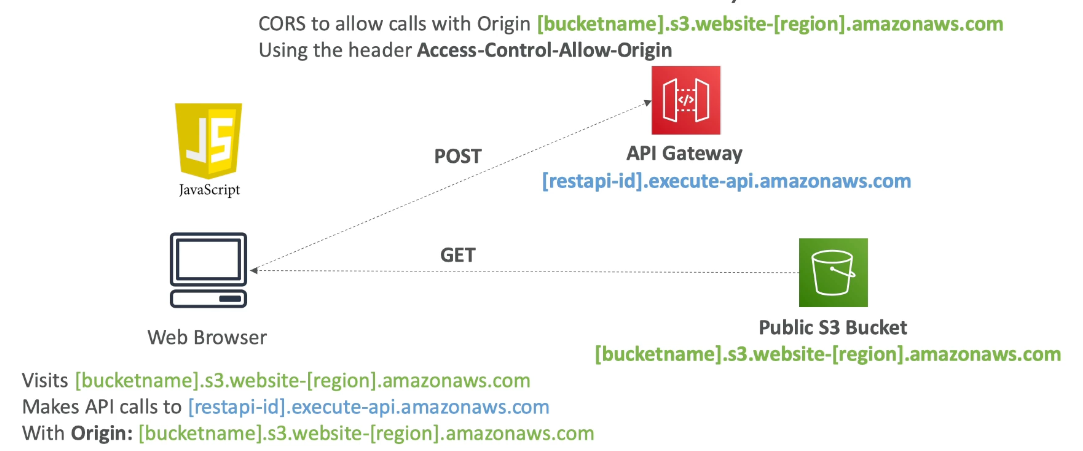 CORS to allow calls with Origin [bucketname].s3.website-[region].amazonaws.com
Using the header Access-Control-Allow-Origin
JS
JavaScript
POST
</>
API Gateway
[restapi-id].execute-api.amazonaws.com
GET
Web Browser
Public S3 Bucket
[bucketname].s3.website-[region].amazonaws.com
Visits [bucketname].s3.website-[region].amazonaws.com
Makes API calls to [restapi-id].execute-api.amazonaws.com
With Origin: [bucketname].s3.website-[region].amazonaws.com